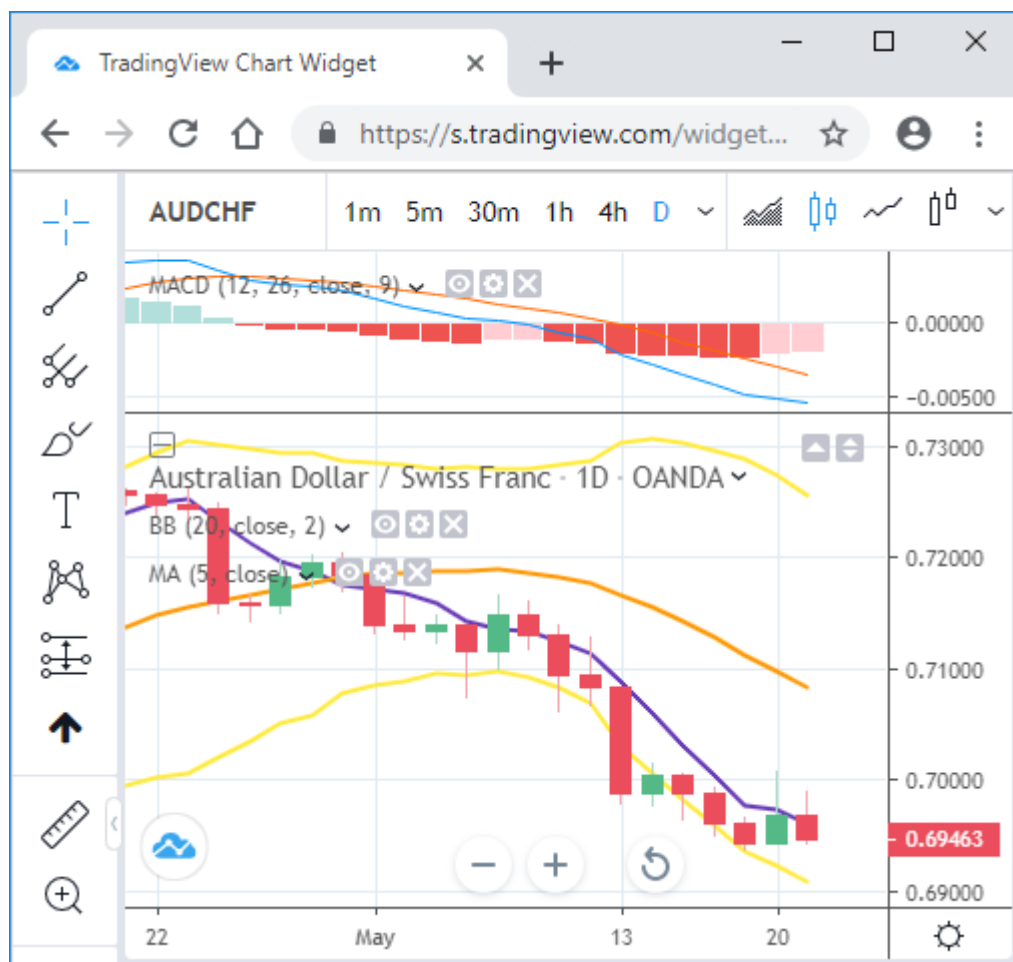 TradingView Chart Widget
https://s.tradingview.com/widget...
AUDCHF 1m 5m 30m 1h 4h D
MACD (12, 26, close, 9)
0.00000
-0.00500
0.73000
Australian Dollar / Swiss Franc · 1D · OANDA
BB (20, close, 2)
0.72000
MA (5, close)
0.71000
0.70000
0.69463
0.69000
22 May 13 20